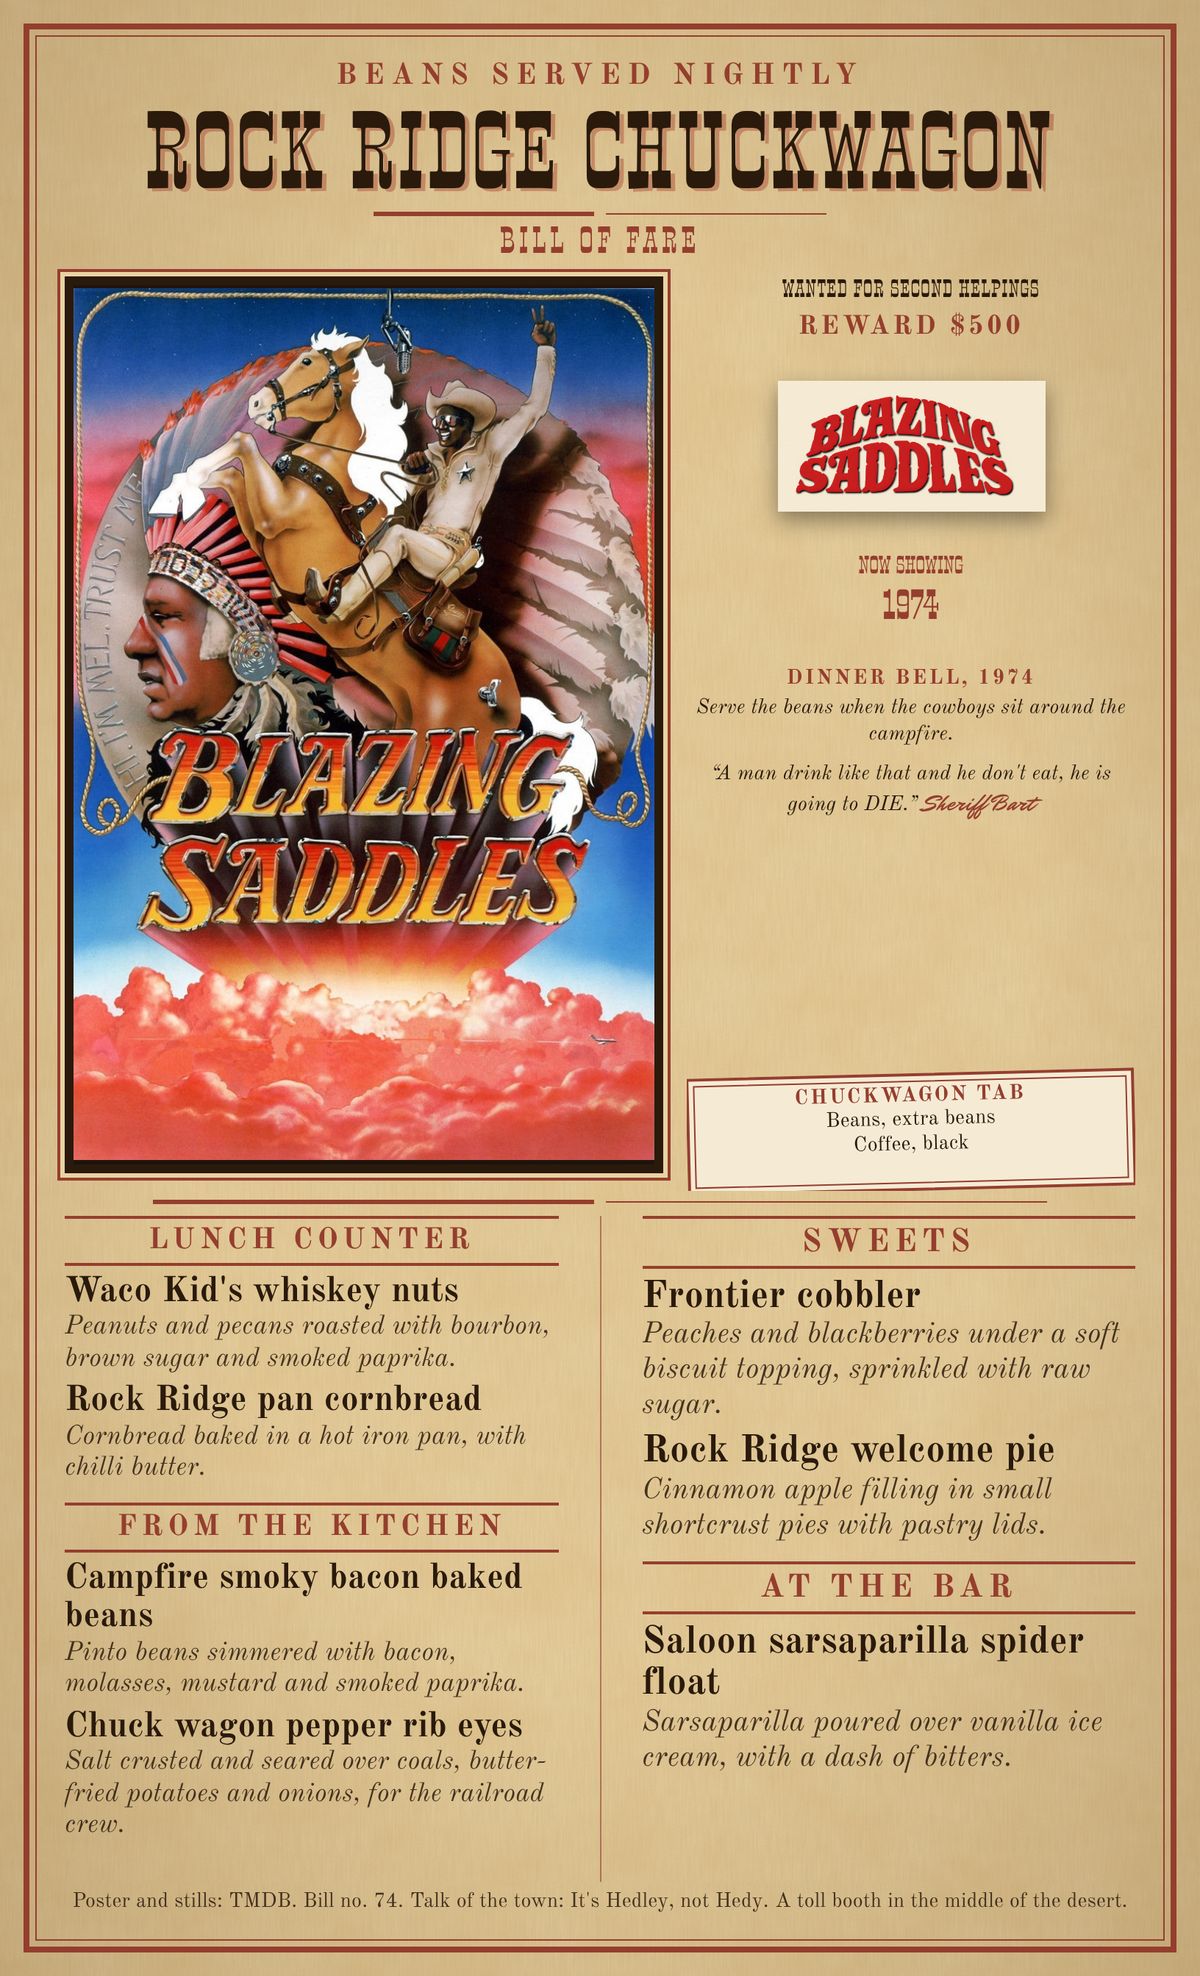 BEANS SERVED NIGHTLY
ROCK RIDGE CHUCKWAGON
BILL OF FARE
HI. I'M MEL. TRUST ME.
BLAZING
SADDLES
WANTED FOR SECOND HELPINGS
REWARD $500
BLAZING
SADDLES
NOW SHOWING
1974
DINNER BELL, 1974
Serve the beans when the cowboys sit around the
campfire.
“A man drink like that and he don't eat, he is
going to DIE.” Sheriff Bart
CHUCKWAGON TAB
Beans, extra beans
Coffee, black
LUNCH COUNTER
Waco Kid's whiskey nuts
Peanuts and pecans roasted with bourbon,
brown sugar and smoked paprika.
Rock Ridge pan cornbread
Cornbread baked in a hot iron pan, with
chilli butter.
FROM THE KITCHEN
Campfire smoky bacon baked
beans
Pinto beans simmered with bacon,
molasses, mustard and smoked paprika.
Chuck wagon pepper rib eyes
Salt crusted and seared over coals, butter-
fried potatoes and onions, for the railroad
crew.
SWEETS
Frontier cobbler
Peaches and blackberries under a soft
biscuit topping, sprinkled with raw
sugar.
Rock Ridge welcome pie
Cinnamon apple filling in small
shortcrust pies with pastry lids.
AT THE BAR
Saloon sarsaparilla spider
float
Sarsaparilla poured over vanilla ice
cream, with a dash of bitters.
Poster and stills: TMDB. Bill no. 74. Talk of the town: It's Hedley, not Hedy. A toll booth in the middle of the desert.